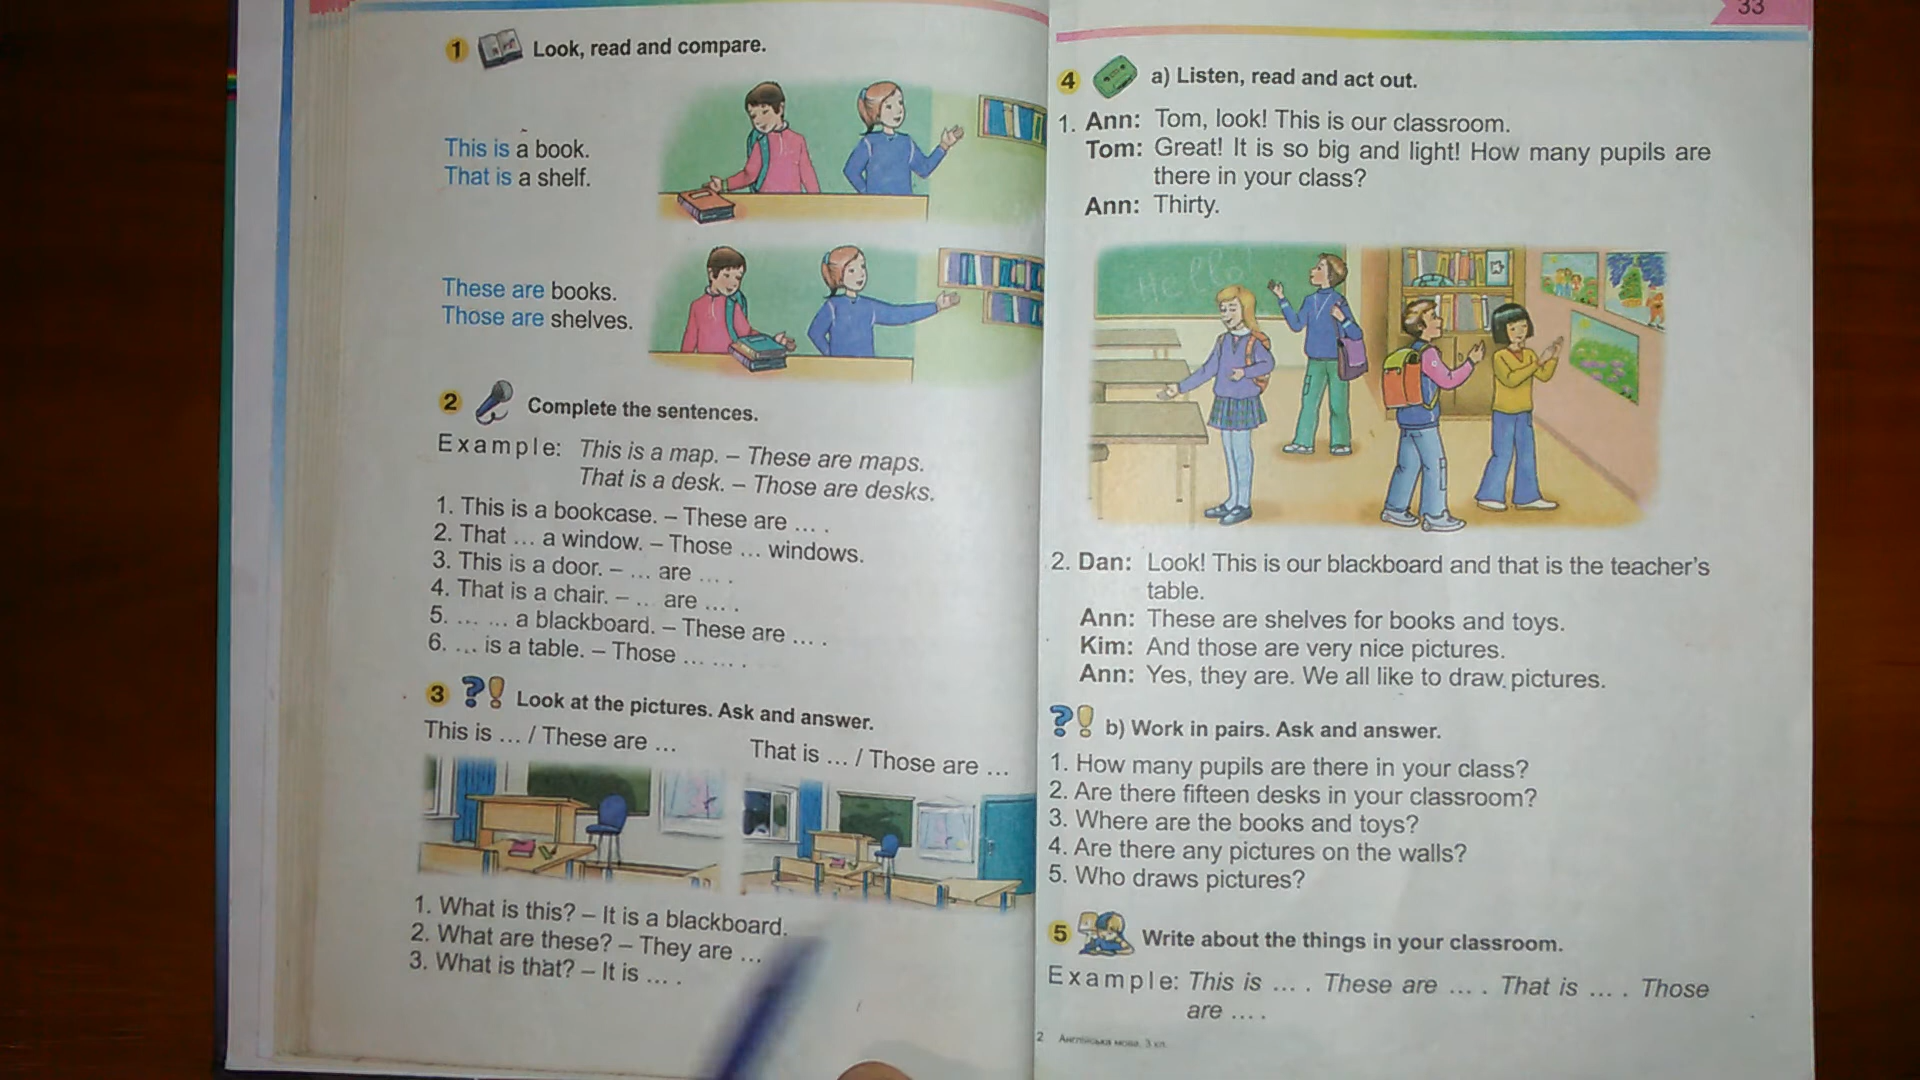 1 Look, read and compare.
This is a book.
That is a shelf.
These are books.
Those are shelves.
2 Complete the sentences.
Example: This is a map. – These are maps.
That is a desk. – Those are desks.
1. This is a bookcase. – These are ... .
2. That ... a window. – Those ... windows.
3. This is a door. – ... are ... .
4. That is a chair. – ... are ... .
5. ... ... a blackboard. – These are ... .
6. ... is a table. – Those ... ... .
3 ?! Look at the pictures. Ask and answer.
This is ... / These are ...
That is ... / Those are ...
1. What is this? – It is a blackboard.
2. What are these? – They are ...
3. What is that? – It is ... .
33
4 a) Listen, read and act out.
1. Ann: Tom, look! This is our classroom.
Tom: Great! It is so big and light! How many pupils are
there in your class?
Ann: Thirty.
Hello!
2. Dan: Look! This is our blackboard and that is the teacher's
table.
Ann: These are shelves for books and toys.
Kim: And those are very nice pictures.
Ann: Yes, they are. We all like to draw pictures.
?! b) Work in pairs. Ask and answer.
1. How many pupils are there in your class?
2. Are there fifteen desks in your classroom?
3. Where are the books and toys?
4. Are there any pictures on the walls?
5. Who draws pictures?
5 Write about the things in your classroom.
Example: This is ... . These are ... . That is ... . Those
are ... .
2 Англійська мова, 3 кл.